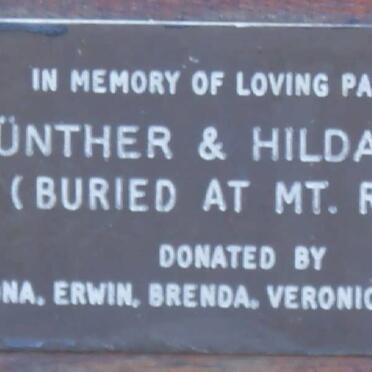 IN MEMORY OF LOVING PA
ÜNTHER & HILDA
(BURIED AT MT. R
DONATED BY
NA. ERWIN. BRENDA. VERONIC